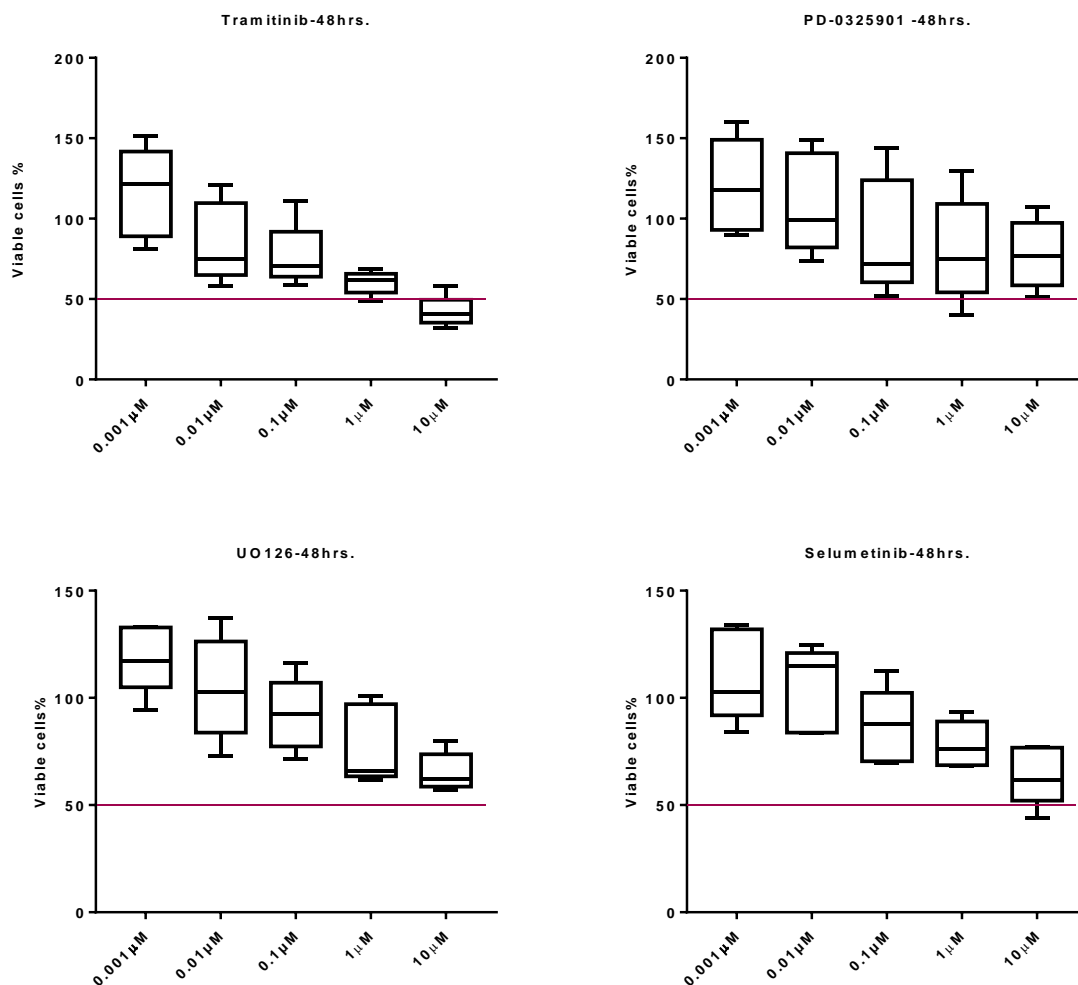 Tramitinib-48hrs.
Viable cells %
200
150
100
50
0
0.001µM
0.01µM
0.1µM
1µM
10µM
PD-0325901 -48hrs.
Viable cells%
200
150
100
50
0
0.001µM
0.01µM
0.1µM
1µM
10µM
UO126-48hrs.
Viable cells%
150
100
50
0
0.001µM
0.01µM
0.1µM
1µM
10µM
Selumetinib-48hrs.
Viable cells%
150
100
50
0
0.001µM
0.01µM
0.1µM
1µM
10µM